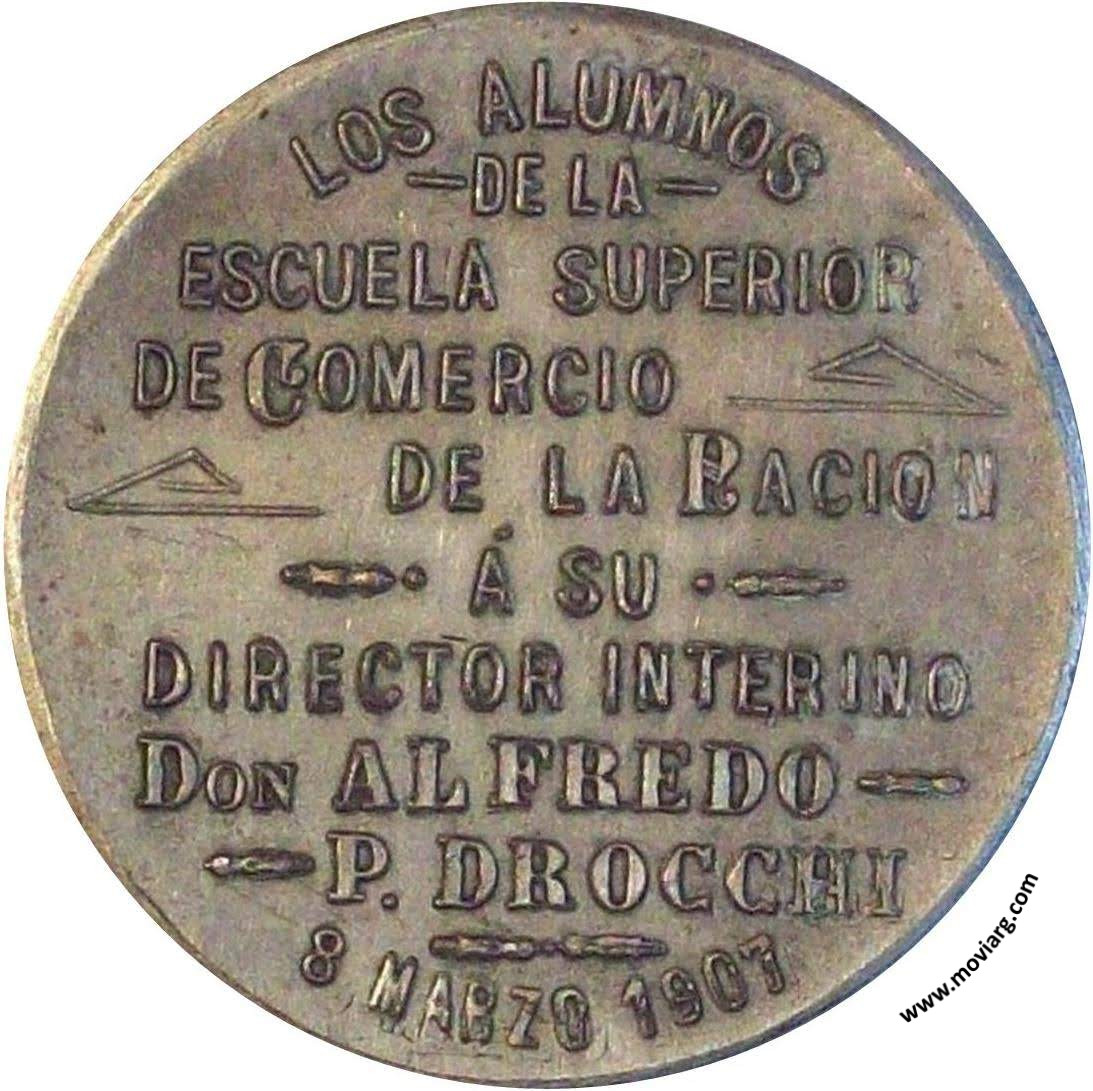 LOS ALUMNOS
—DE LA—
ESCUELA SUPERIOR
DE COMERCIO
DE LA NACION
Á SU
DIRECTOR INTERINO
DON ALFREDO
P. DROCCHI
8 MARZO 1907
www.moviarg.com